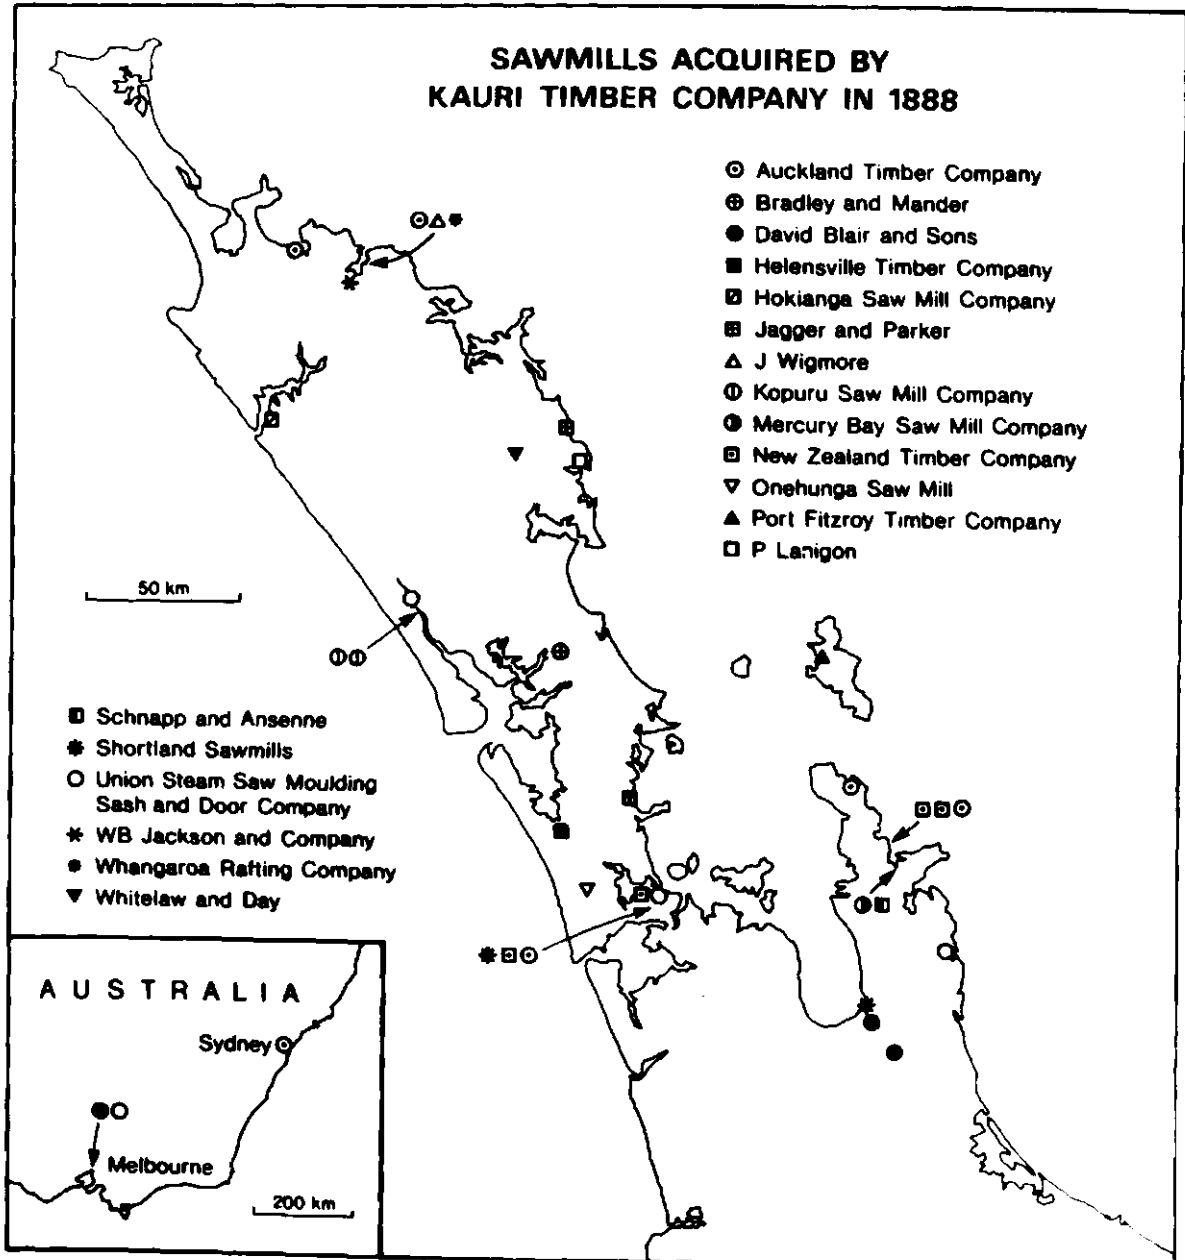 SAWMILLS ACQUIRED BY
KAURI TIMBER COMPANY IN 1888
Auckland Timber Company
Bradley and Mander
David Blair and Sons
Helensville Timber Company
Hokianga Saw Mill Company
Jagger and Parker
J Wigmore
Kopuru Saw Mill Company
Mercury Bay Saw Mill Company
New Zealand Timber Company
Onehunga Saw Mill
Port Fitzroy Timber Company
P Lanigon
50 km
Schnapp and Ansenne
Shortland Sawmills
Union Steam Saw Moulding
Sash and Door Company
WB Jackson and Company
Whangaroa Rafting Company
Whitelaw and Day
AUSTRALIA
Sydney
Melbourne
200 km